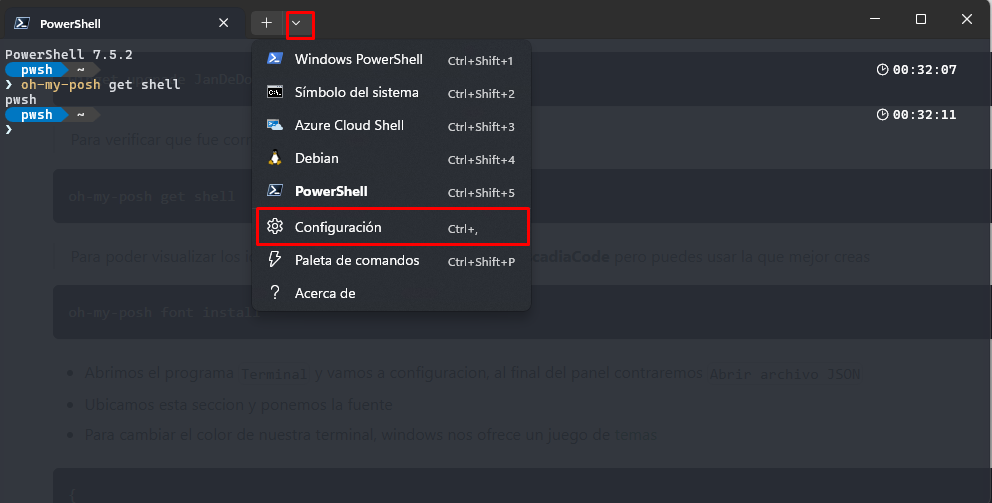 PowerShell
PowerShell 7.5.2
pwsh ~ 00:32:07
❯ oh-my-posh get shell
pwsh
pwsh ~ 00:32:11
❯
Windows PowerShell Ctrl+Shift+1
Símbolo del sistema Ctrl+Shift+2
Azure Cloud Shell Ctrl+Shift+3
Debian Ctrl+Shift+4
PowerShell Ctrl+Shift+5
Configuración Ctrl+,
Paleta de comandos Ctrl+Shift+P
Acerca de
JanDeDo
Para verificar que fue
oh-my-posh get shell
Para poder visualizar los
cadiaCode pero puedes usar la que mejor creas
oh-my-posh font install
Abrimos el programa Terminal y vamos a configuracion, al final del panel contraremos Abrir archivo JSON
Ubicamos esta seccion y ponemos la fuente
Para cambiar el color de nuestra terminal, windows nos ofrece un juego de temas
{